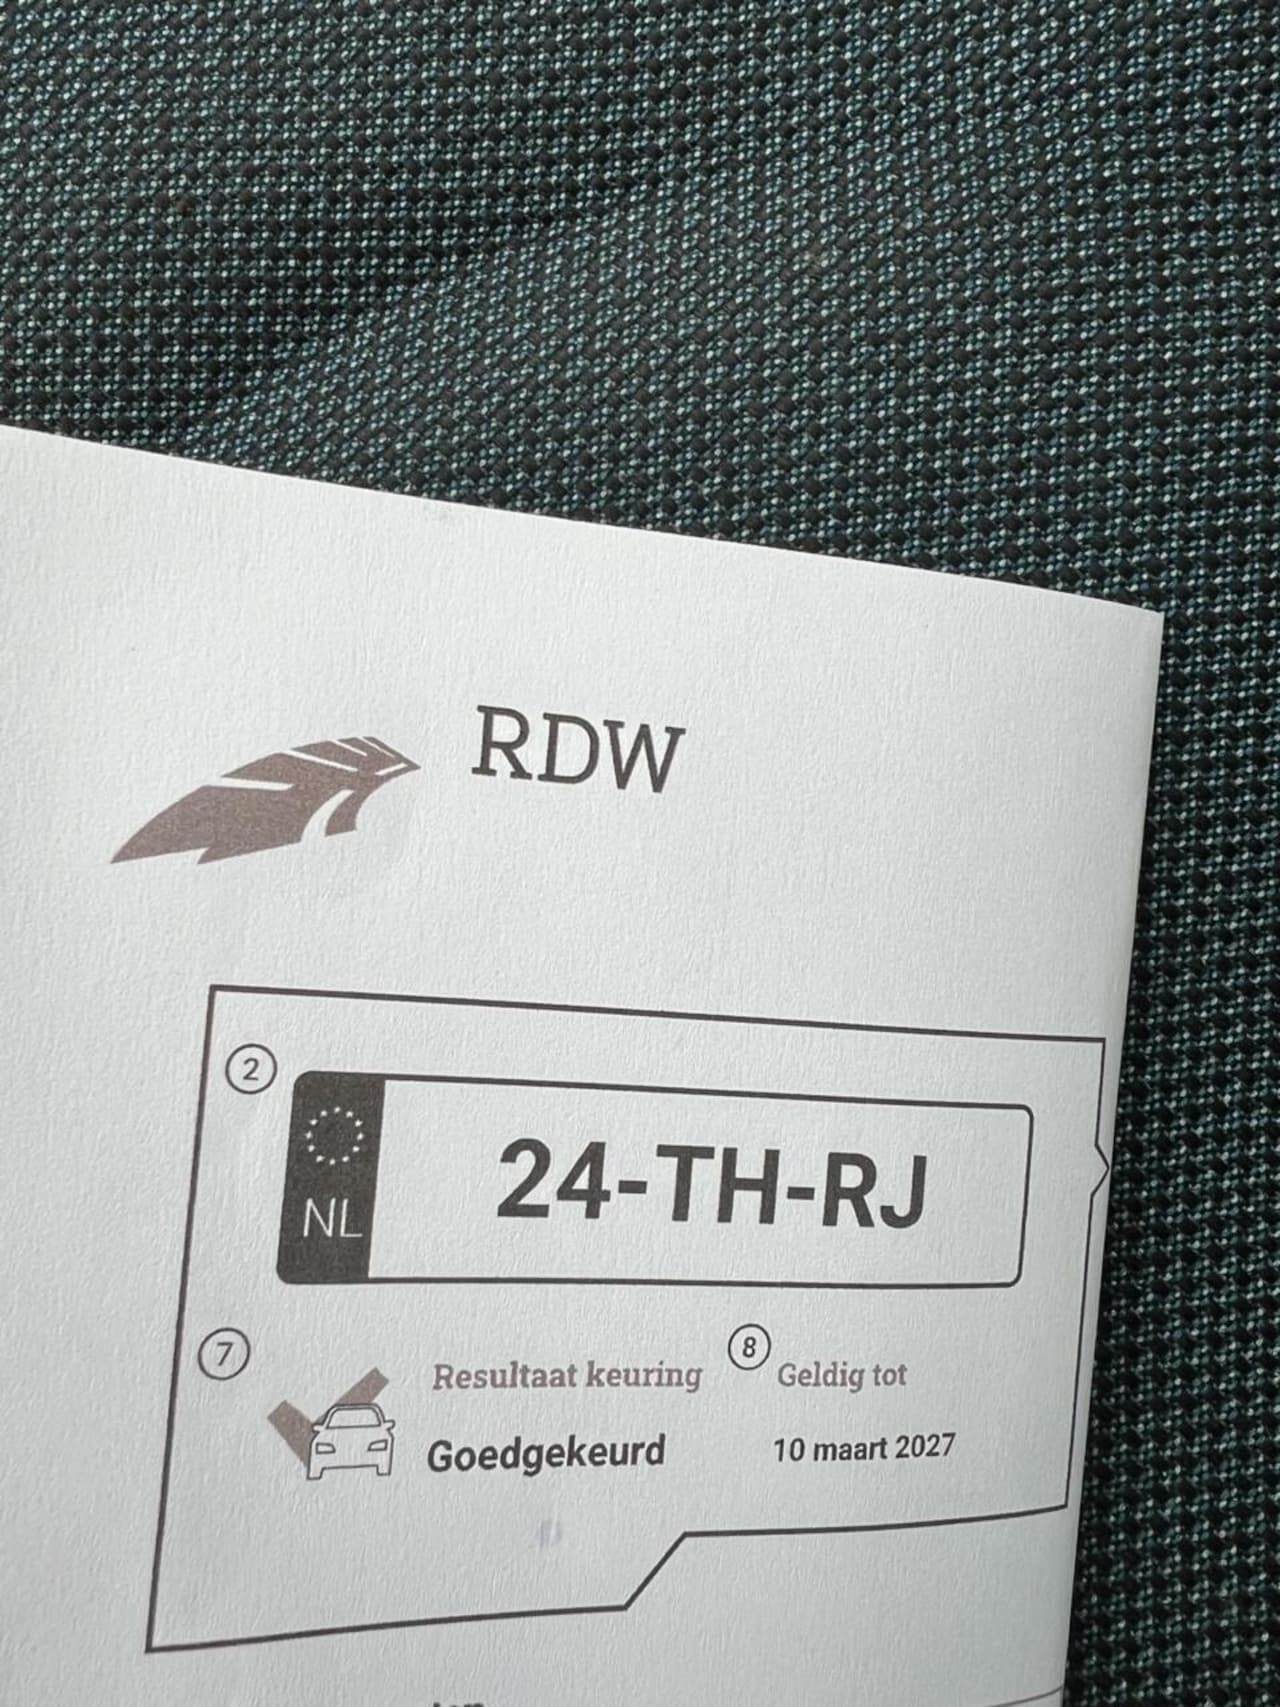 RDW
2
NL
24-TH-RJ
7
Resultaat keuring
8
Geldig tot
Goedgekeurd
10 maart 2027